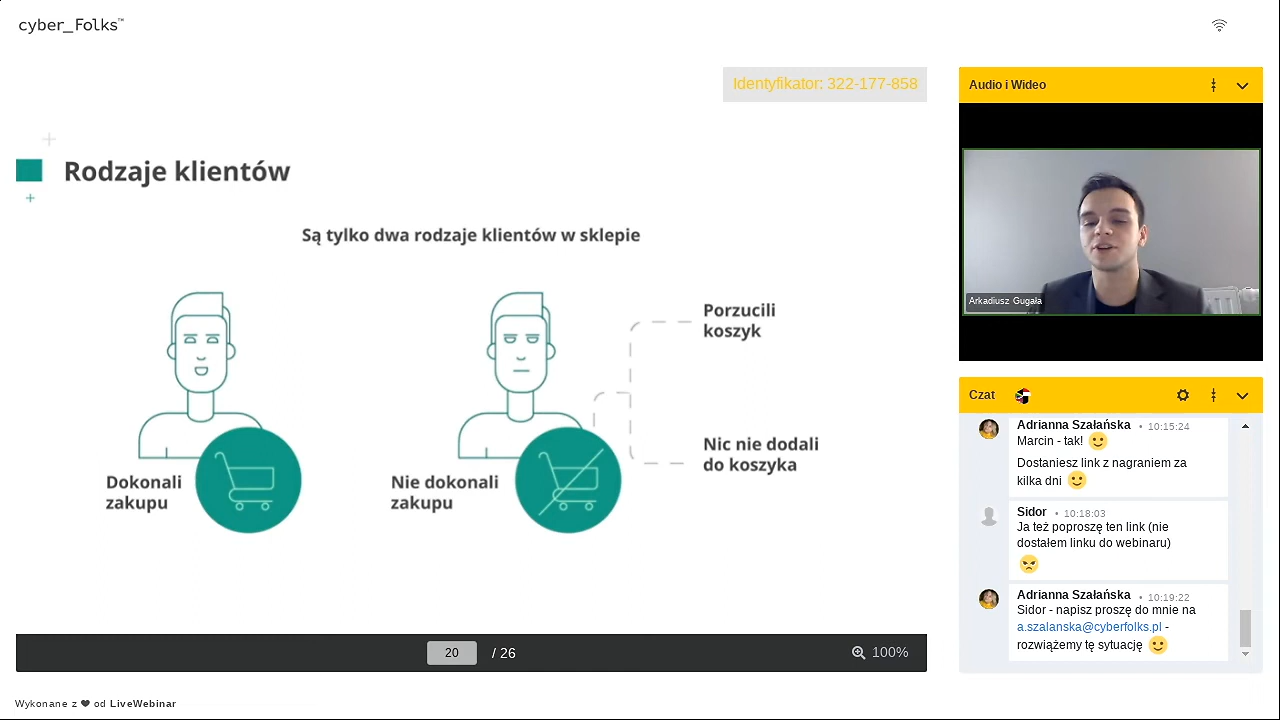 cyber_Folks™
Identyfikator: 322-177-858
Rodzaje klientów
Są tylko dwa rodzaje klientów w sklepie
Dokonali
zakupu
Nie dokonali
zakupu
Porzucili
koszyk
Nic nie dodali
do koszyka
20 / 26
100%
Audio i Wideo
Arkadiusz Gugała
Czat
Adrianna Szałańska • 10:15:24
Marcin - tak! 🙂
Dostaniesz link z nagraniem za
kilka dni 🙂
Sidor • 10:18:03
Ja też poproszę ten link (nie
dostałem linku do webinaru)
😠
Adrianna Szałańska • 10:19:22
Sidor - napisz proszę do mnie na
a.szalanska@cyberfolks.pl -
rozwiążemy tę sytuację 🙂
Wykonane z ♥ od LiveWebinar